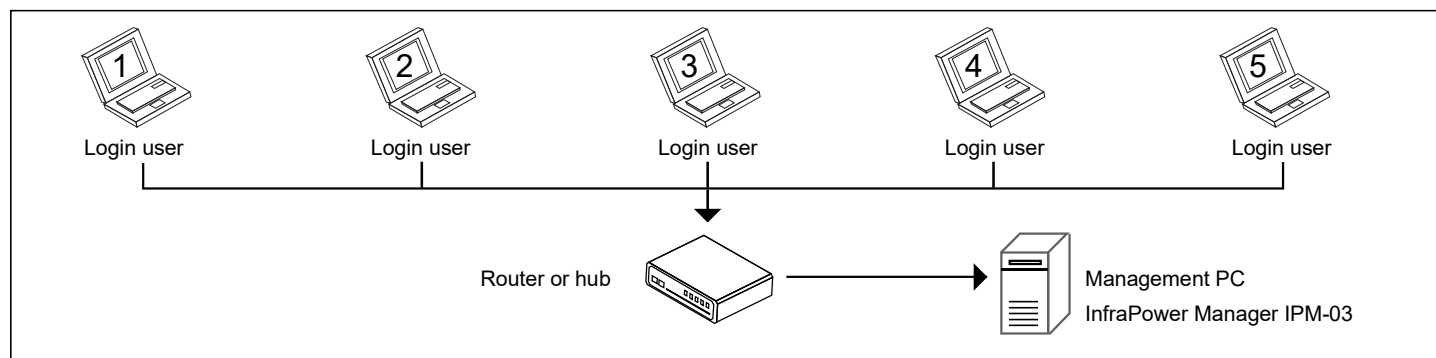 1 2 3 4 5
Login user Login user Login user Login user Login user
Router or hub
Management PC
InfraPower Manager IPM-03